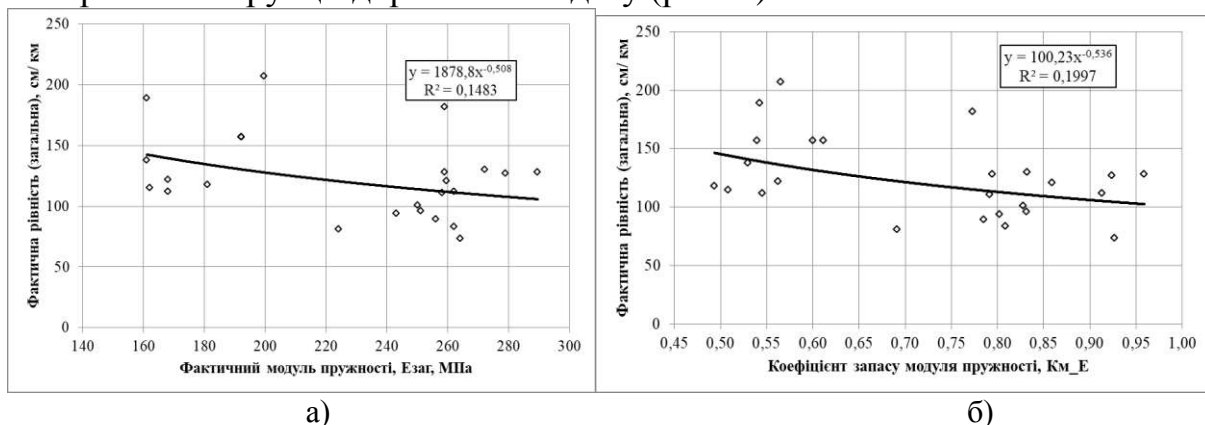 250
200
150
100
50
0
y = 1878,8x^-0,508
R² = 0,1483
Фактична рівність (загальна), см/ км
140 160 180 200 220 240 260 280 300
Фактичний модуль пружності, Езаг, МПа
а)
250
200
150
100
50
0
y = 100,23x^-0,536
R² = 0,1997
Фактична рівність (загальна), см/ км
0,45 0,50 0,55 0,60 0,65 0,70 0,75 0,80 0,85 0,90 0,95 1,00
Коефіцієнт запасу модуля пружності, Км_Е
б)